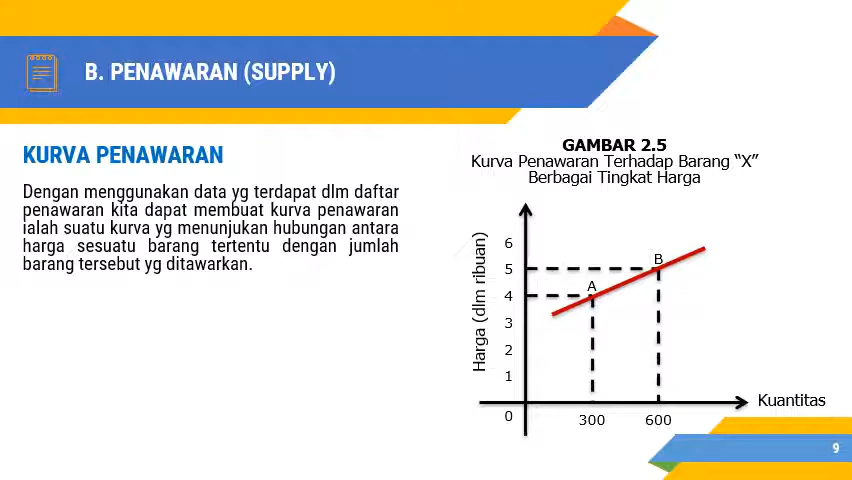 B. PENAWARAN (SUPPLY)
KURVA PENAWARAN
Dengan menggunakan data yg terdapat dlm daftar
penawaran kita dapat membuat kurva penawaran
ialah suatu kurva yg menunjukan hubungan antara
harga sesuatu barang tertentu dengan jumlah
barang tersebut yg ditawarkan.
GAMBAR 2.5
Kurva Penawaran Terhadap Barang “X”
Berbagai Tingkat Harga
Harga (dlm ribuan)
6
5
4
3
2
1
0
A
B
300
600
Kuantitas
9